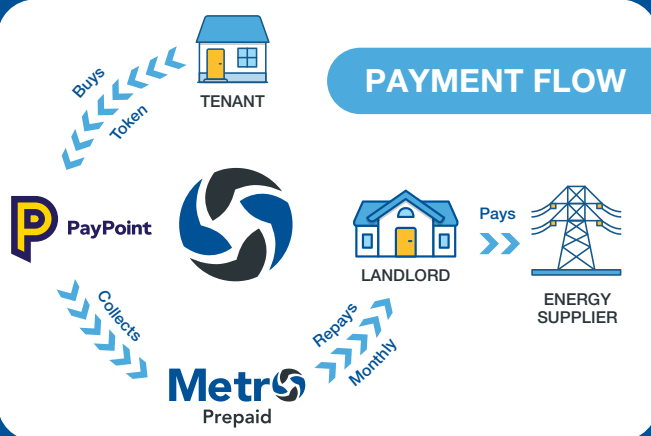 PAYMENT FLOW
TENANT
Buys
Token
PayPoint
Collects
Metro
Prepaid
Repays
Monthly
LANDLORD
Pays
ENERGY
SUPPLIER